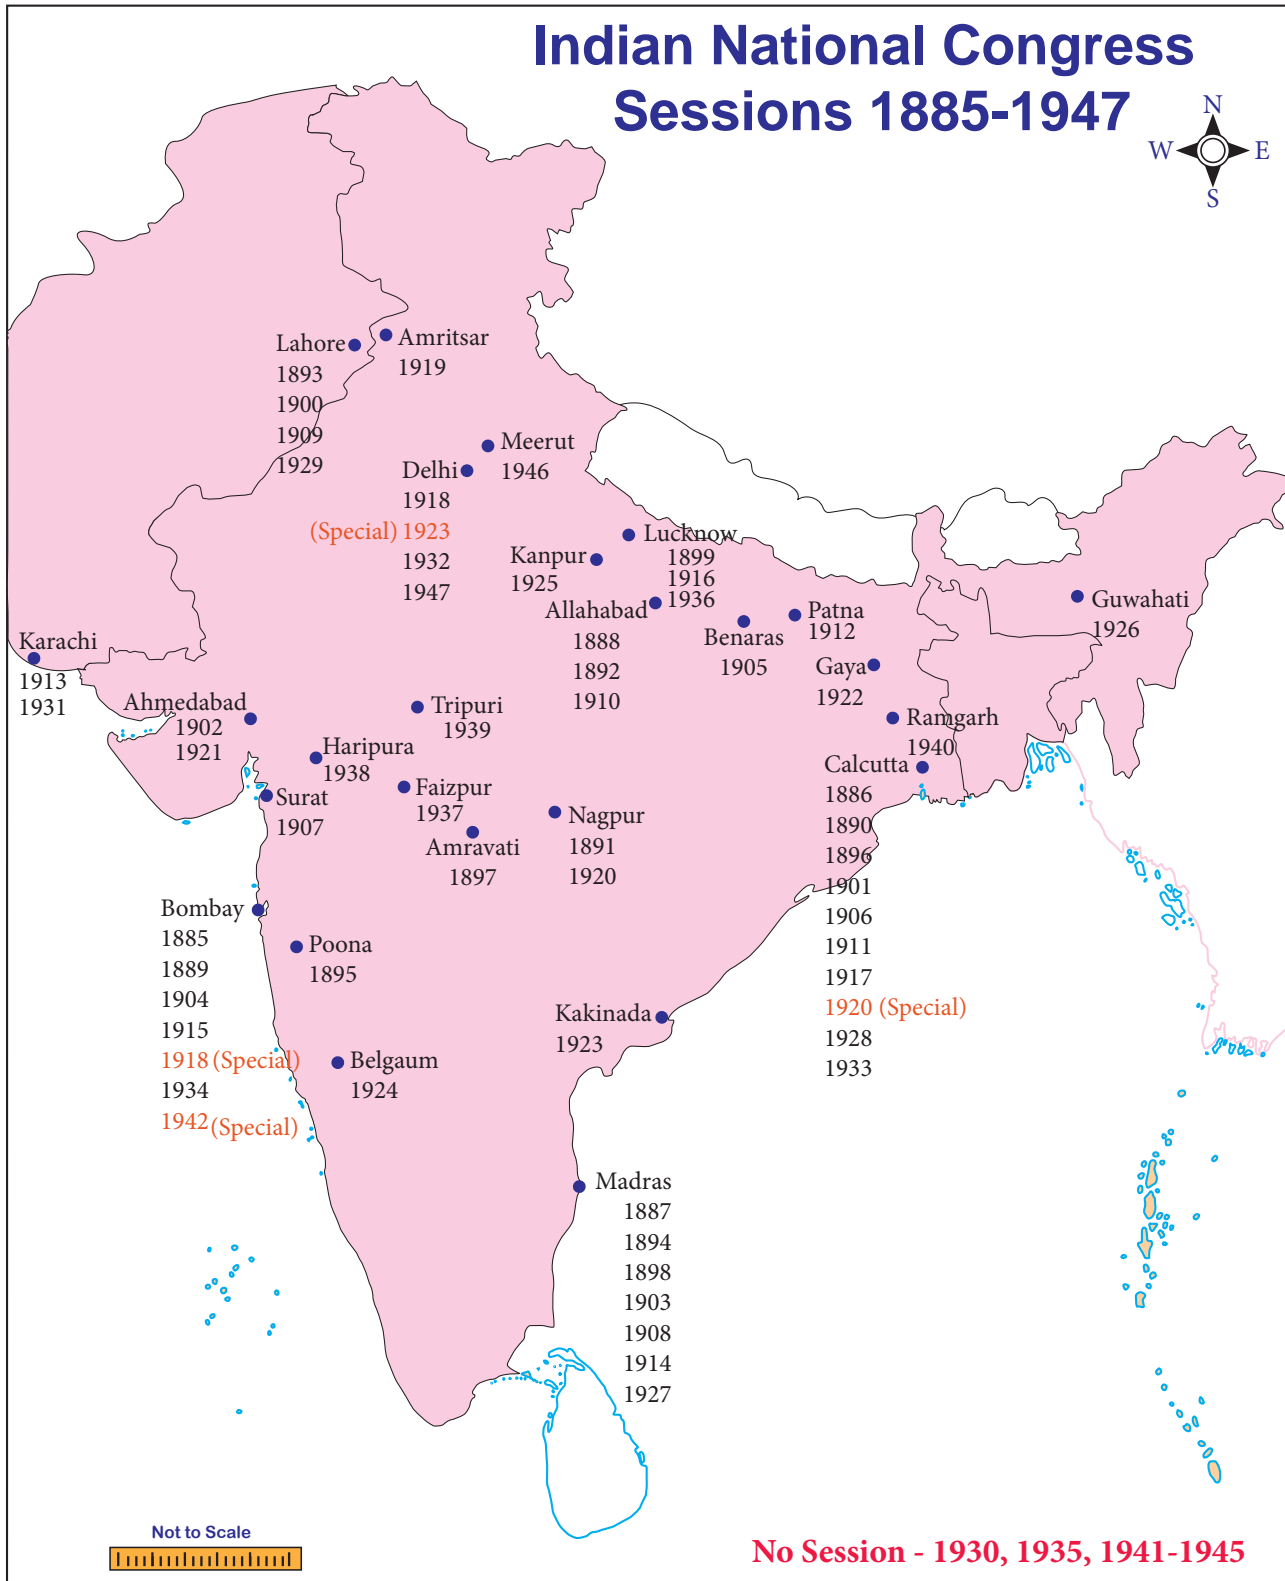 Indian National Congress
Sessions 1885-1947
N
W E
S
Lahore
1893
1900
1909
1929
Amritsar
1919
Meerut
1946
Delhi
1918
(Special) 1923
1932
1947
Lucknow
1899
1916
1936
Kanpur
1925
Allahabad
1888
1892
1910
Benaras
1905
Patna
1912
Gaya
1922
Guwahati
1926
Karachi
1913
1931
Ahmedabad
1902
1921
Tripuri
1939
Haripura
1938
Faizpur
1937
Surat
1907
Amravati
1897
Nagpur
1891
1920
Ramgarh
1940
Calcutta
1886
1890
1896
1901
1906
1911
1917
1920 (Special)
1928
1933
Bombay
1885
1889
1904
1915
1918 (Special)
1934
1942 (Special)
Poona
1895
Kakinada
1923
Belgaum
1924
Madras
1887
1894
1898
1903
1908
1914
1927
Not to Scale
No Session - 1930, 1935, 1941-1945